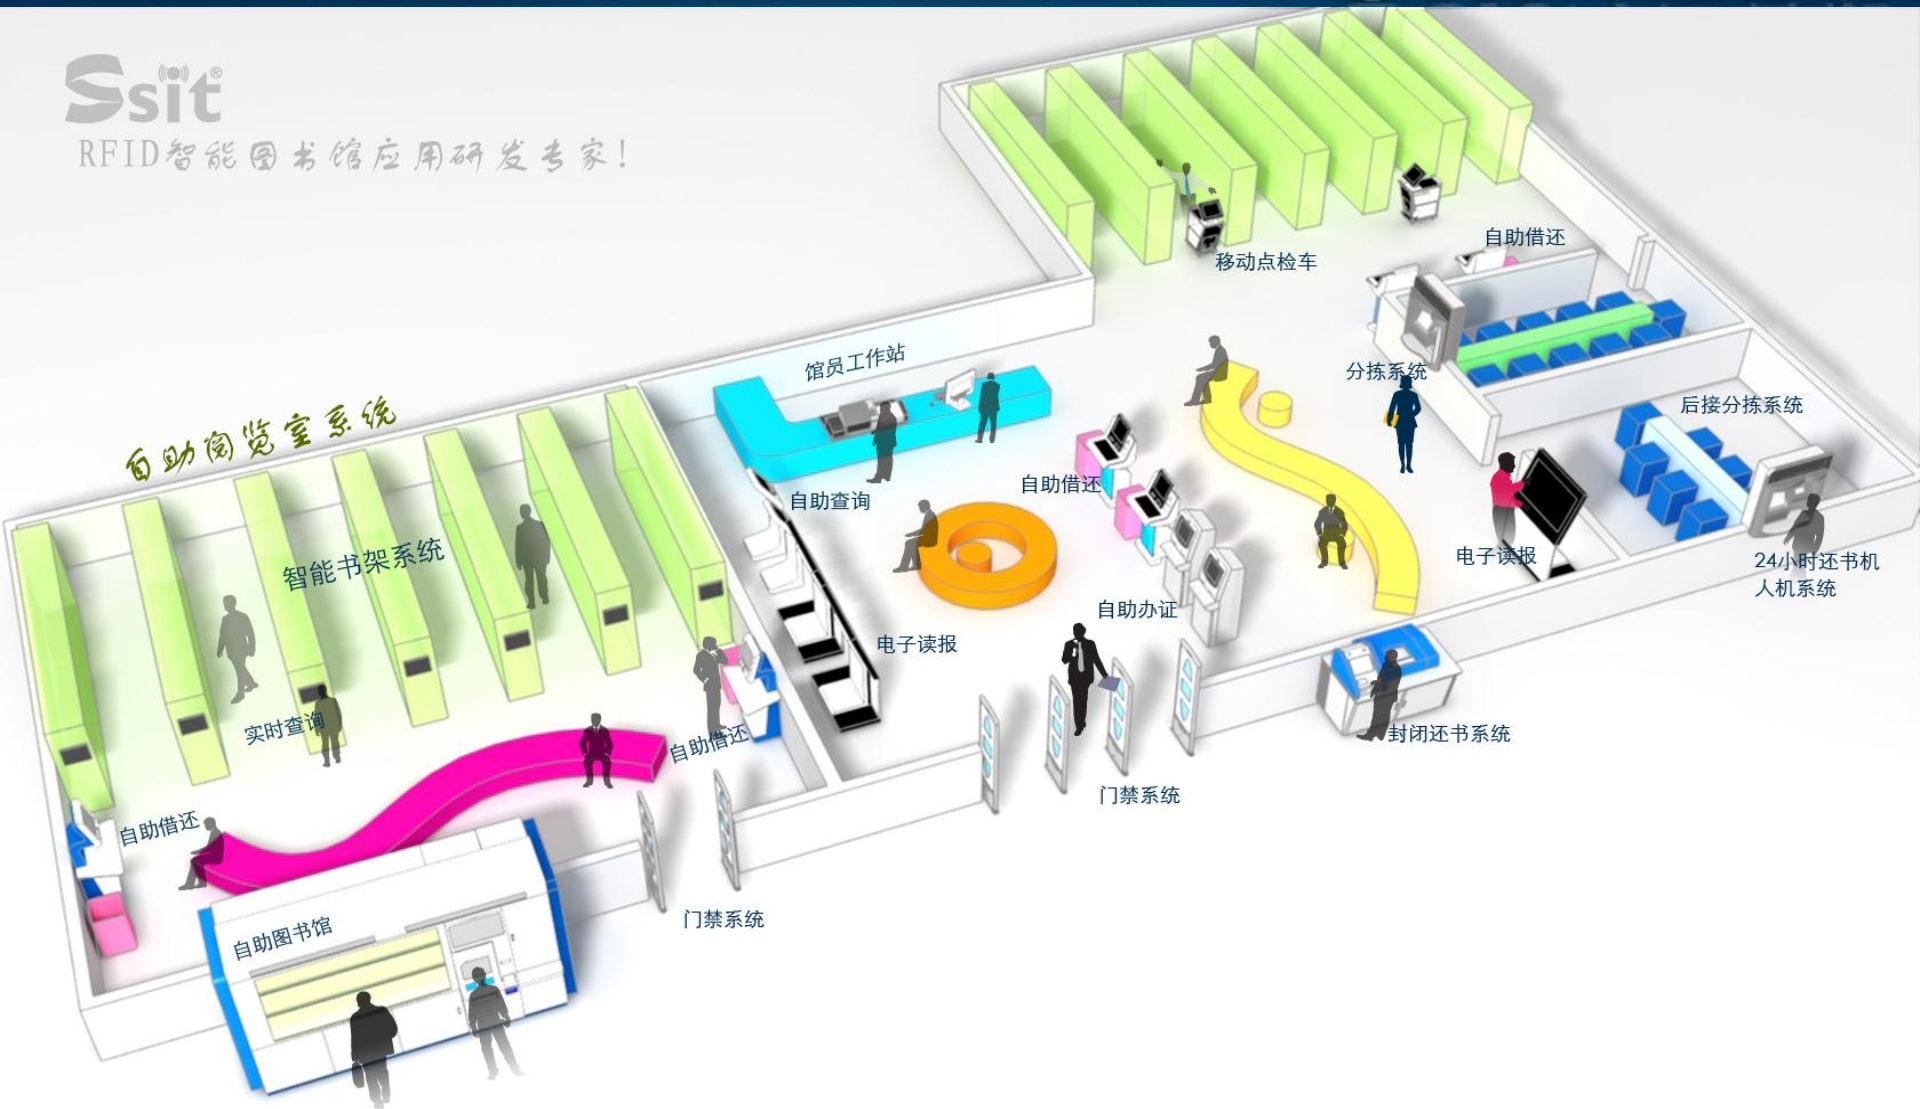 Ssit®
RFID智能图书馆应用研发专家!
自助借还
移动点检车
馆员工作站
分拣系统
后接分拣系统
自助阅览室系统
自助查询
自助借还
智能书架系统
电子读报
24小时还书机
人机系统
自助办证
电子读报
实时查询
自助借还
封闭还书系统
门禁系统
自助借还
门禁系统
自助图书馆